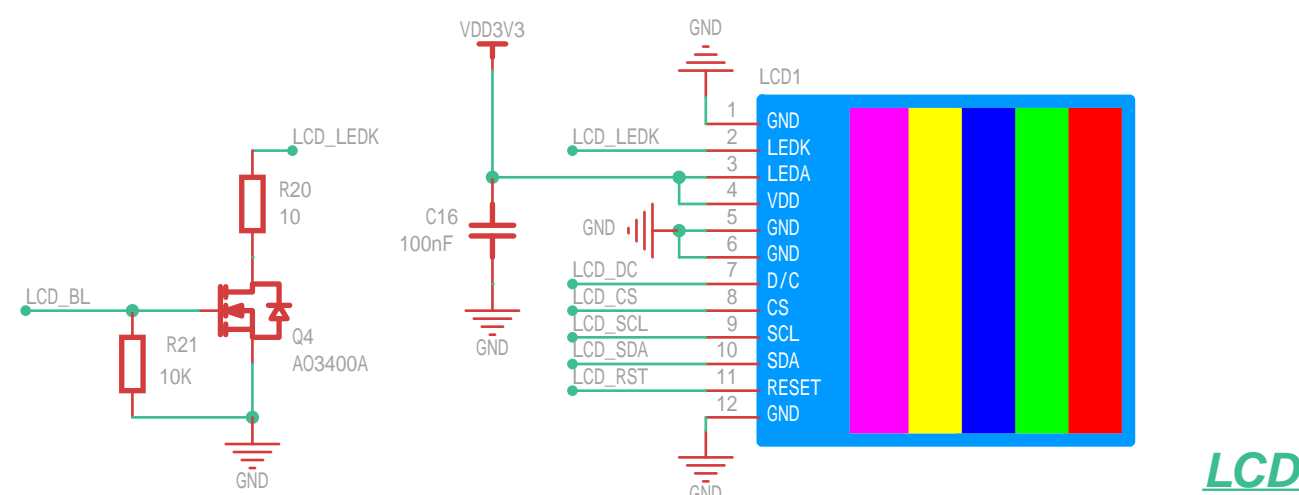 LCD_LEDK
R20
10
LCD_BL
R21
10K
Q4
AO3400A
GND
VDD3V3
C16
100nF
GND
GND
LCD1
1 GND
LCD_LEDK 2 LEDK
3 LEDA
4 VDD
GND 5 GND
6 GND
LCD_DC 7 D/C
LCD_CS 8 CS
LCD_SCL 9 SCL
LCD_SDA 10 SDA
LCD_RST 11 RESET
12 GND
GND
LCD